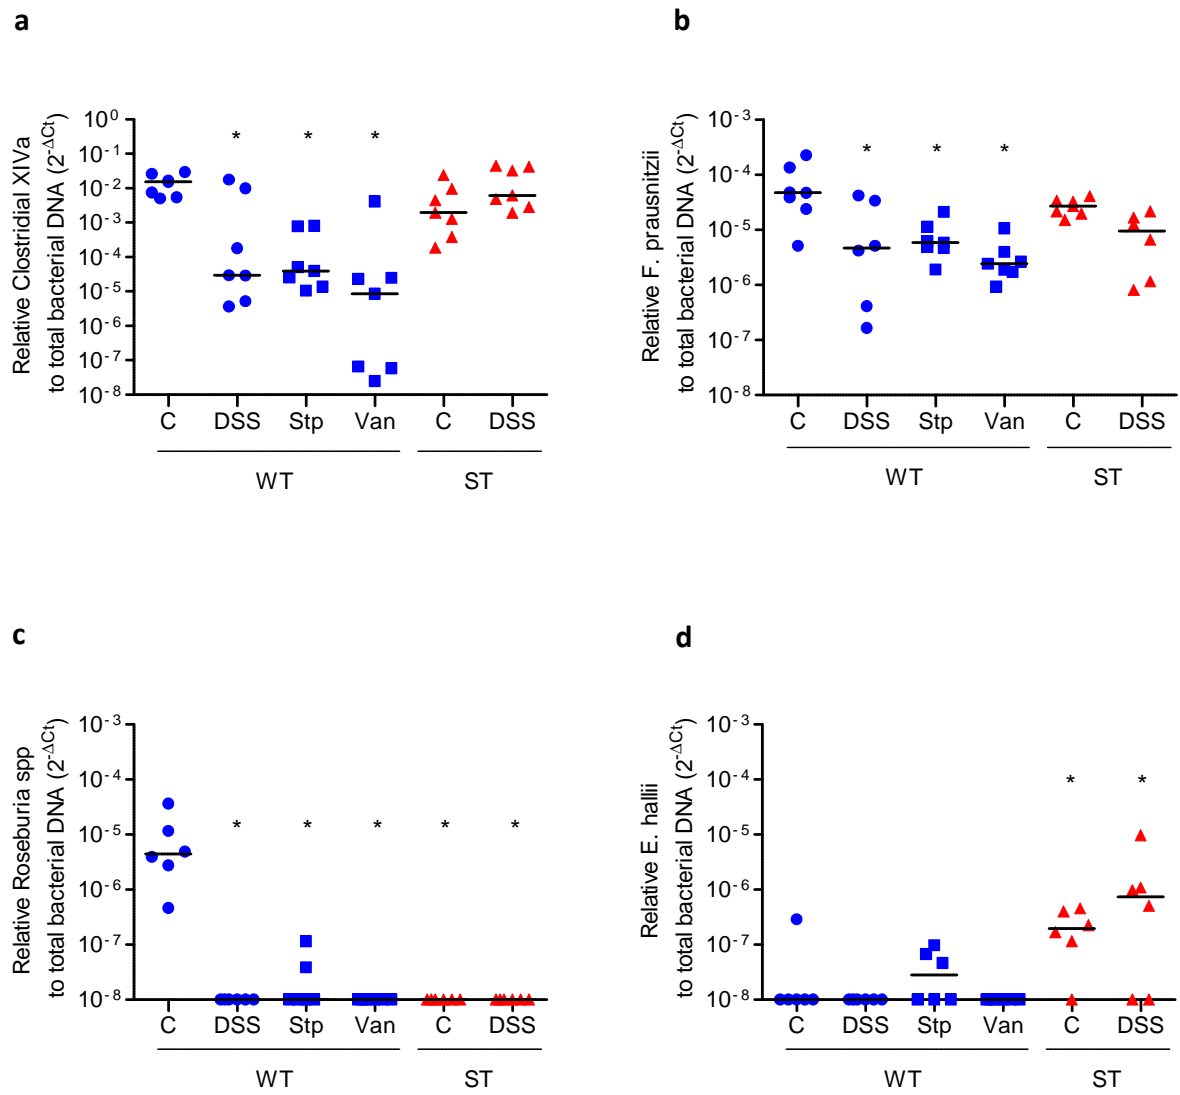 a
Relative Clostridial XIVa
to total bacterial DNA (2^-ΔCt)
10^0
10^-1
10^-2
10^-3
10^-4
10^-5
10^-6
10^-7
10^-8
* * *
C DSS Stp Van C DSS
WT ST
b
Relative F. prausnitzii
to total bacterial DNA (2^-ΔCt)
10^-3
10^-4
10^-5
10^-6
10^-7
10^-8
* * *
C DSS Stp Van C DSS
WT ST
c
Relative Roseburia spp
to total bacterial DNA (2^-ΔCt)
10^-3
10^-4
10^-5
10^-6
10^-7
10^-8
* * * * *
C DSS Stp Van C DSS
WT ST
d
Relative E. hallii
to total bacterial DNA (2^-ΔCt)
10^-3
10^-4
10^-5
10^-6
10^-7
10^-8
* *
C DSS Stp Van C DSS
WT ST